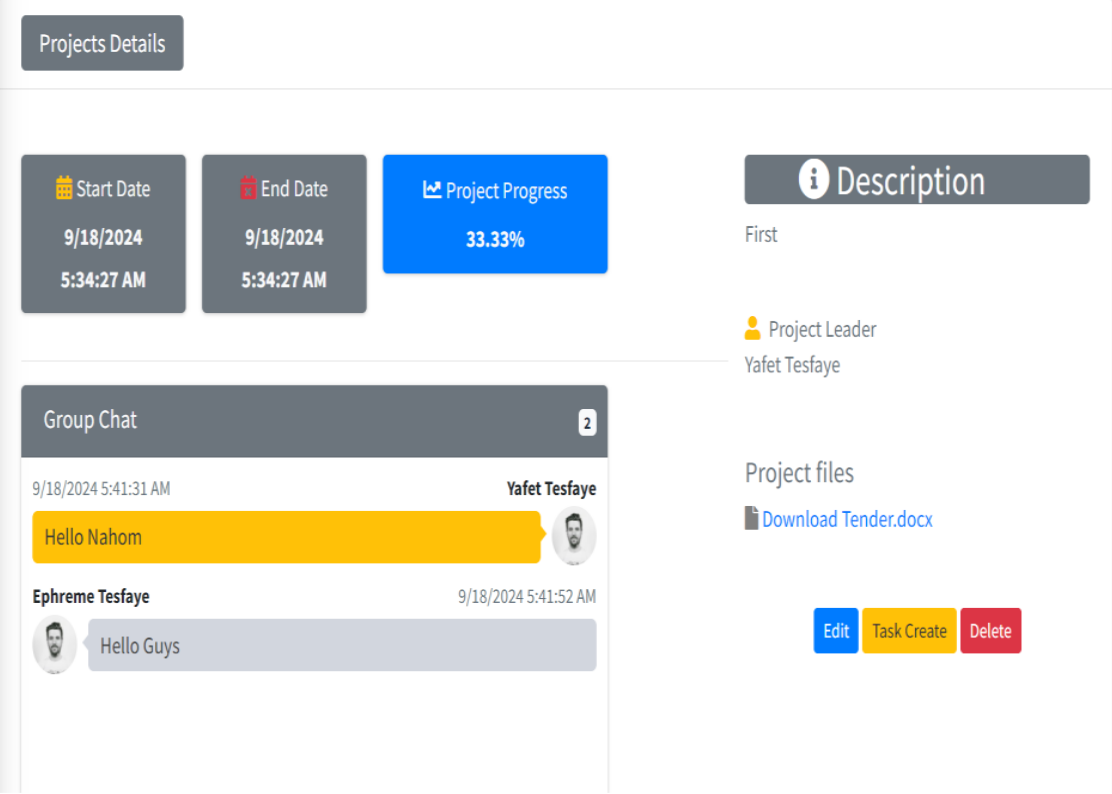 Projects Details
Start Date
9/18/2024
5:34:27 AM
End Date
9/18/2024
5:34:27 AM
Project Progress
33.33%
Description
First
Project Leader
Yafet Tesfaye
Project files
Download Tender.docx
Edit
Task Create
Delete
Group Chat
2
9/18/2024 5:41:31 AM Yafet Tesfaye
Hello Nahom
Ephreme Tesfaye 9/18/2024 5:41:52 AM
Hello Guys